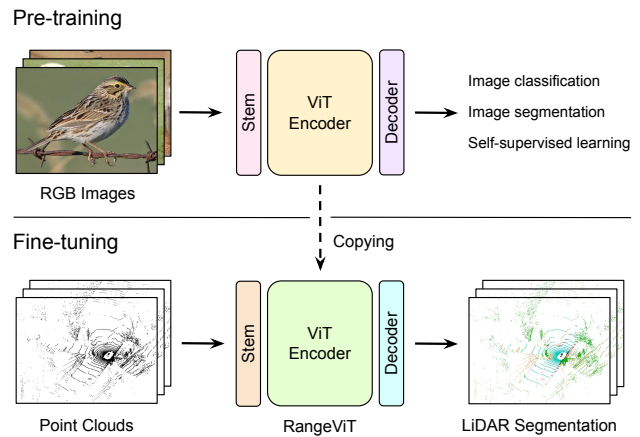 Pre-training
Stem
ViT
Encoder
Decoder
Image classification
Image segmentation
Self-supervised learning
RGB Images
Copying
Fine-tuning
Stem
ViT
Encoder
Decoder
Point Clouds
RangeViT
LiDAR Segmentation